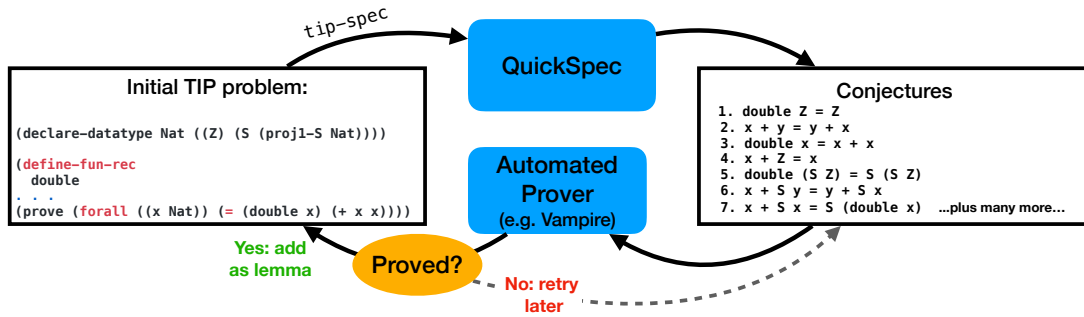 tip-spec
QuickSpec
Initial TIP problem:
(declare-datatype Nat ((Z) (S (proj1-S Nat))))
(define-fun-rec
double
. . .
(prove (forall ((x Nat)) (= (double x) (+ x x))))
Conjectures
1. double Z = Z
2. x + y = y + x
3. double x = x + x
4. x + Z = x
5. double (S Z) = S (S Z)
6. x + S y = y + S x
7. x + S x = S (double x) ...plus many more...
Automated
Prover
(e.g. Vampire)
Yes: add
as lemma
Proved?
No: retry
later